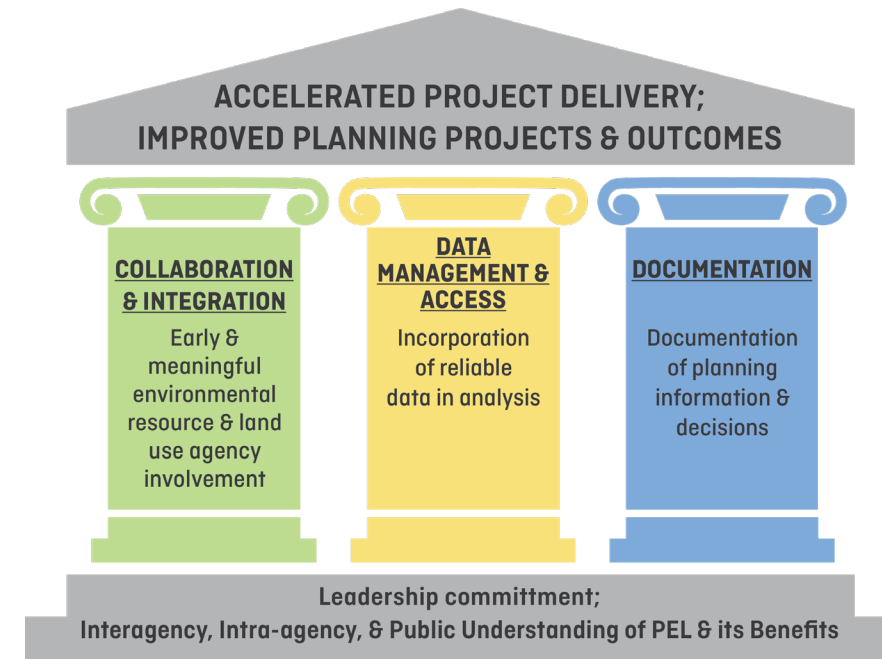 ACCELERATED PROJECT DELIVERY;
IMPROVED PLANNING PROJECTS & OUTCOMES
COLLABORATION
& INTEGRATION
Early &
meaningful
environmental
resource & land
use agency
involvement
DATA
MANAGEMENT &
ACCESS
Incorporation
of reliable
data in analysis
DOCUMENTATION
Documentation
of planning
information &
decisions
Leadership committment;
Interagency, Intra-agency, & Public Understanding of PEL & its Benefits